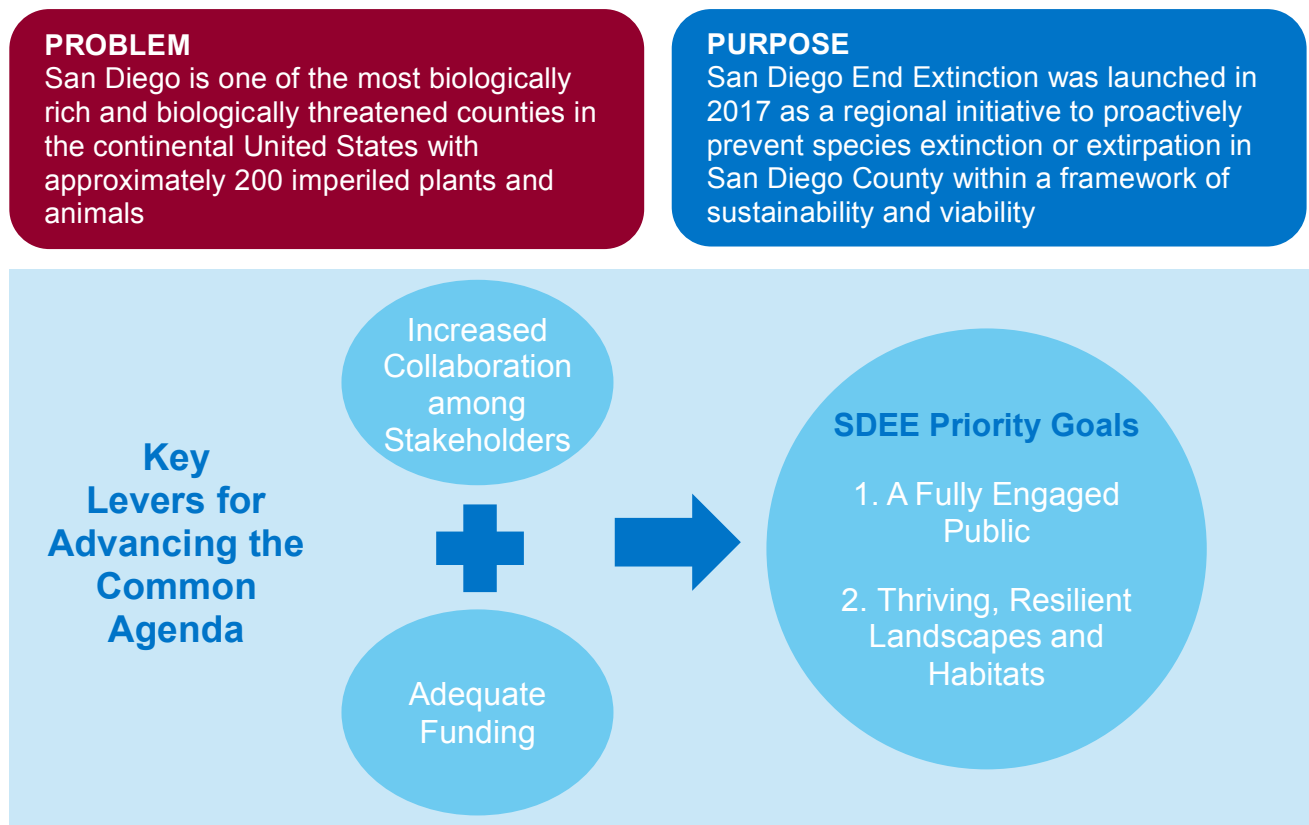 PROBLEM
San Diego is one of the most biologically
rich and biologically threatened counties in
the continental United States with
approximately 200 imperiled plants and
animals
PURPOSE
San Diego End Extinction was launched in
2017 as a regional initiative to proactively
prevent species extinction or extirpation in
San Diego County within a framework of
sustainability and viability
Key
Levers for
Advancing the
Common
Agenda
Increased
Collaboration
among
Stakeholders
Adequate
Funding
SDEE Priority Goals
1. A Fully Engaged
Public
2. Thriving, Resilient
Landscapes and
Habitats